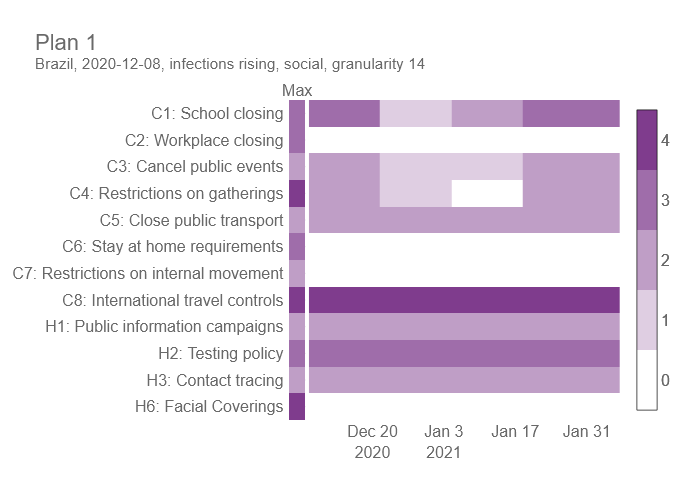 Plan 1
Brazil, 2020-12-08, infections rising, social, granularity 14
Max
C1: School closing
C2: Workplace closing
C3: Cancel public events
C4: Restrictions on gatherings
C5: Close public transport
C6: Stay at home requirements
C7: Restrictions on internal movement
C8: International travel controls
H1: Public information campaigns
H2: Testing policy
H3: Contact tracing
H6: Facial Coverings
4
3
2
1
0
Dec 20 Jan 3 Jan 17 Jan 31
2020 2021